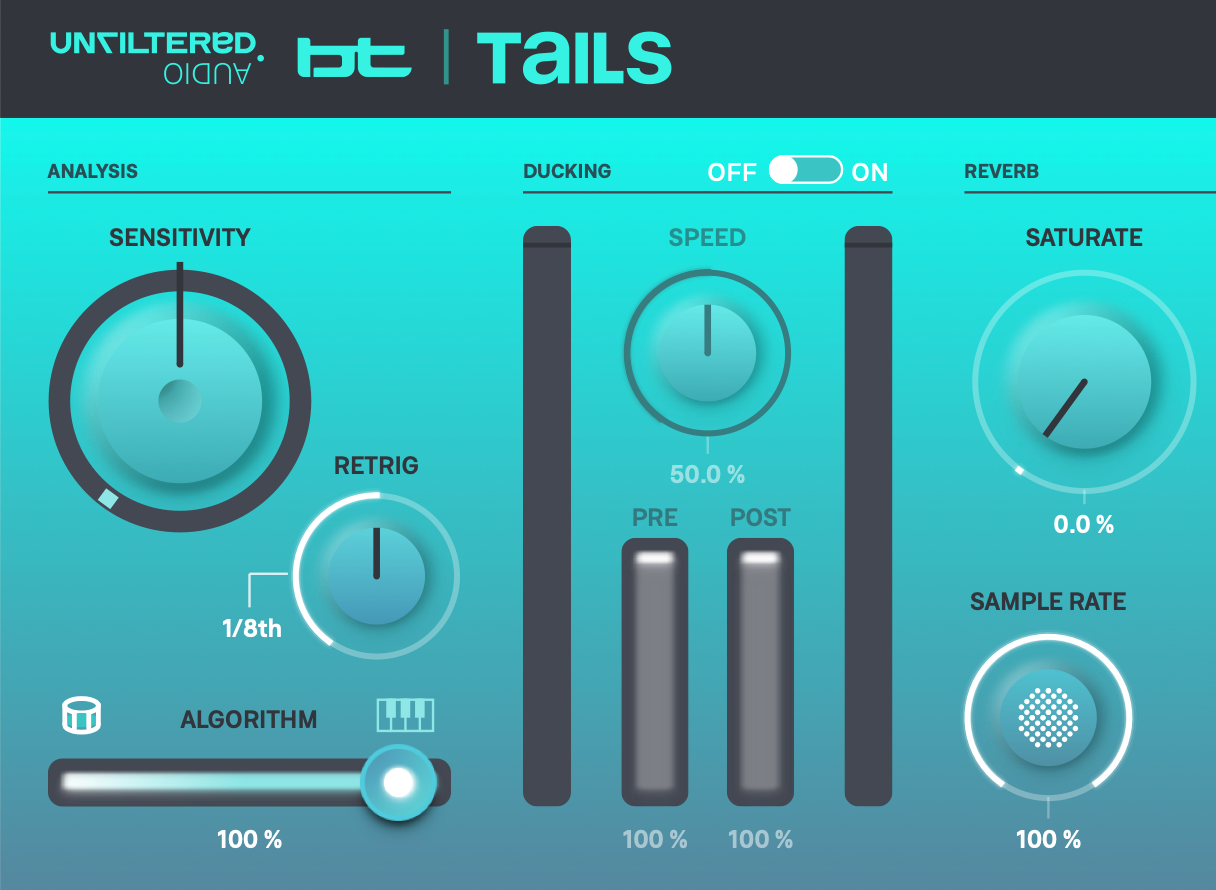 UNFILTERED
AUDIO
bt
TAILS
ANALYSIS
DUCKING
OFF
ON
REVERB
SENSITIVITY
SPEED
SATURATE
50.0 %
RETRIG
PRE
POST
0.0 %
1/8th
SAMPLE RATE
ALGORITHM
100 %
100 %
100 %
100 %